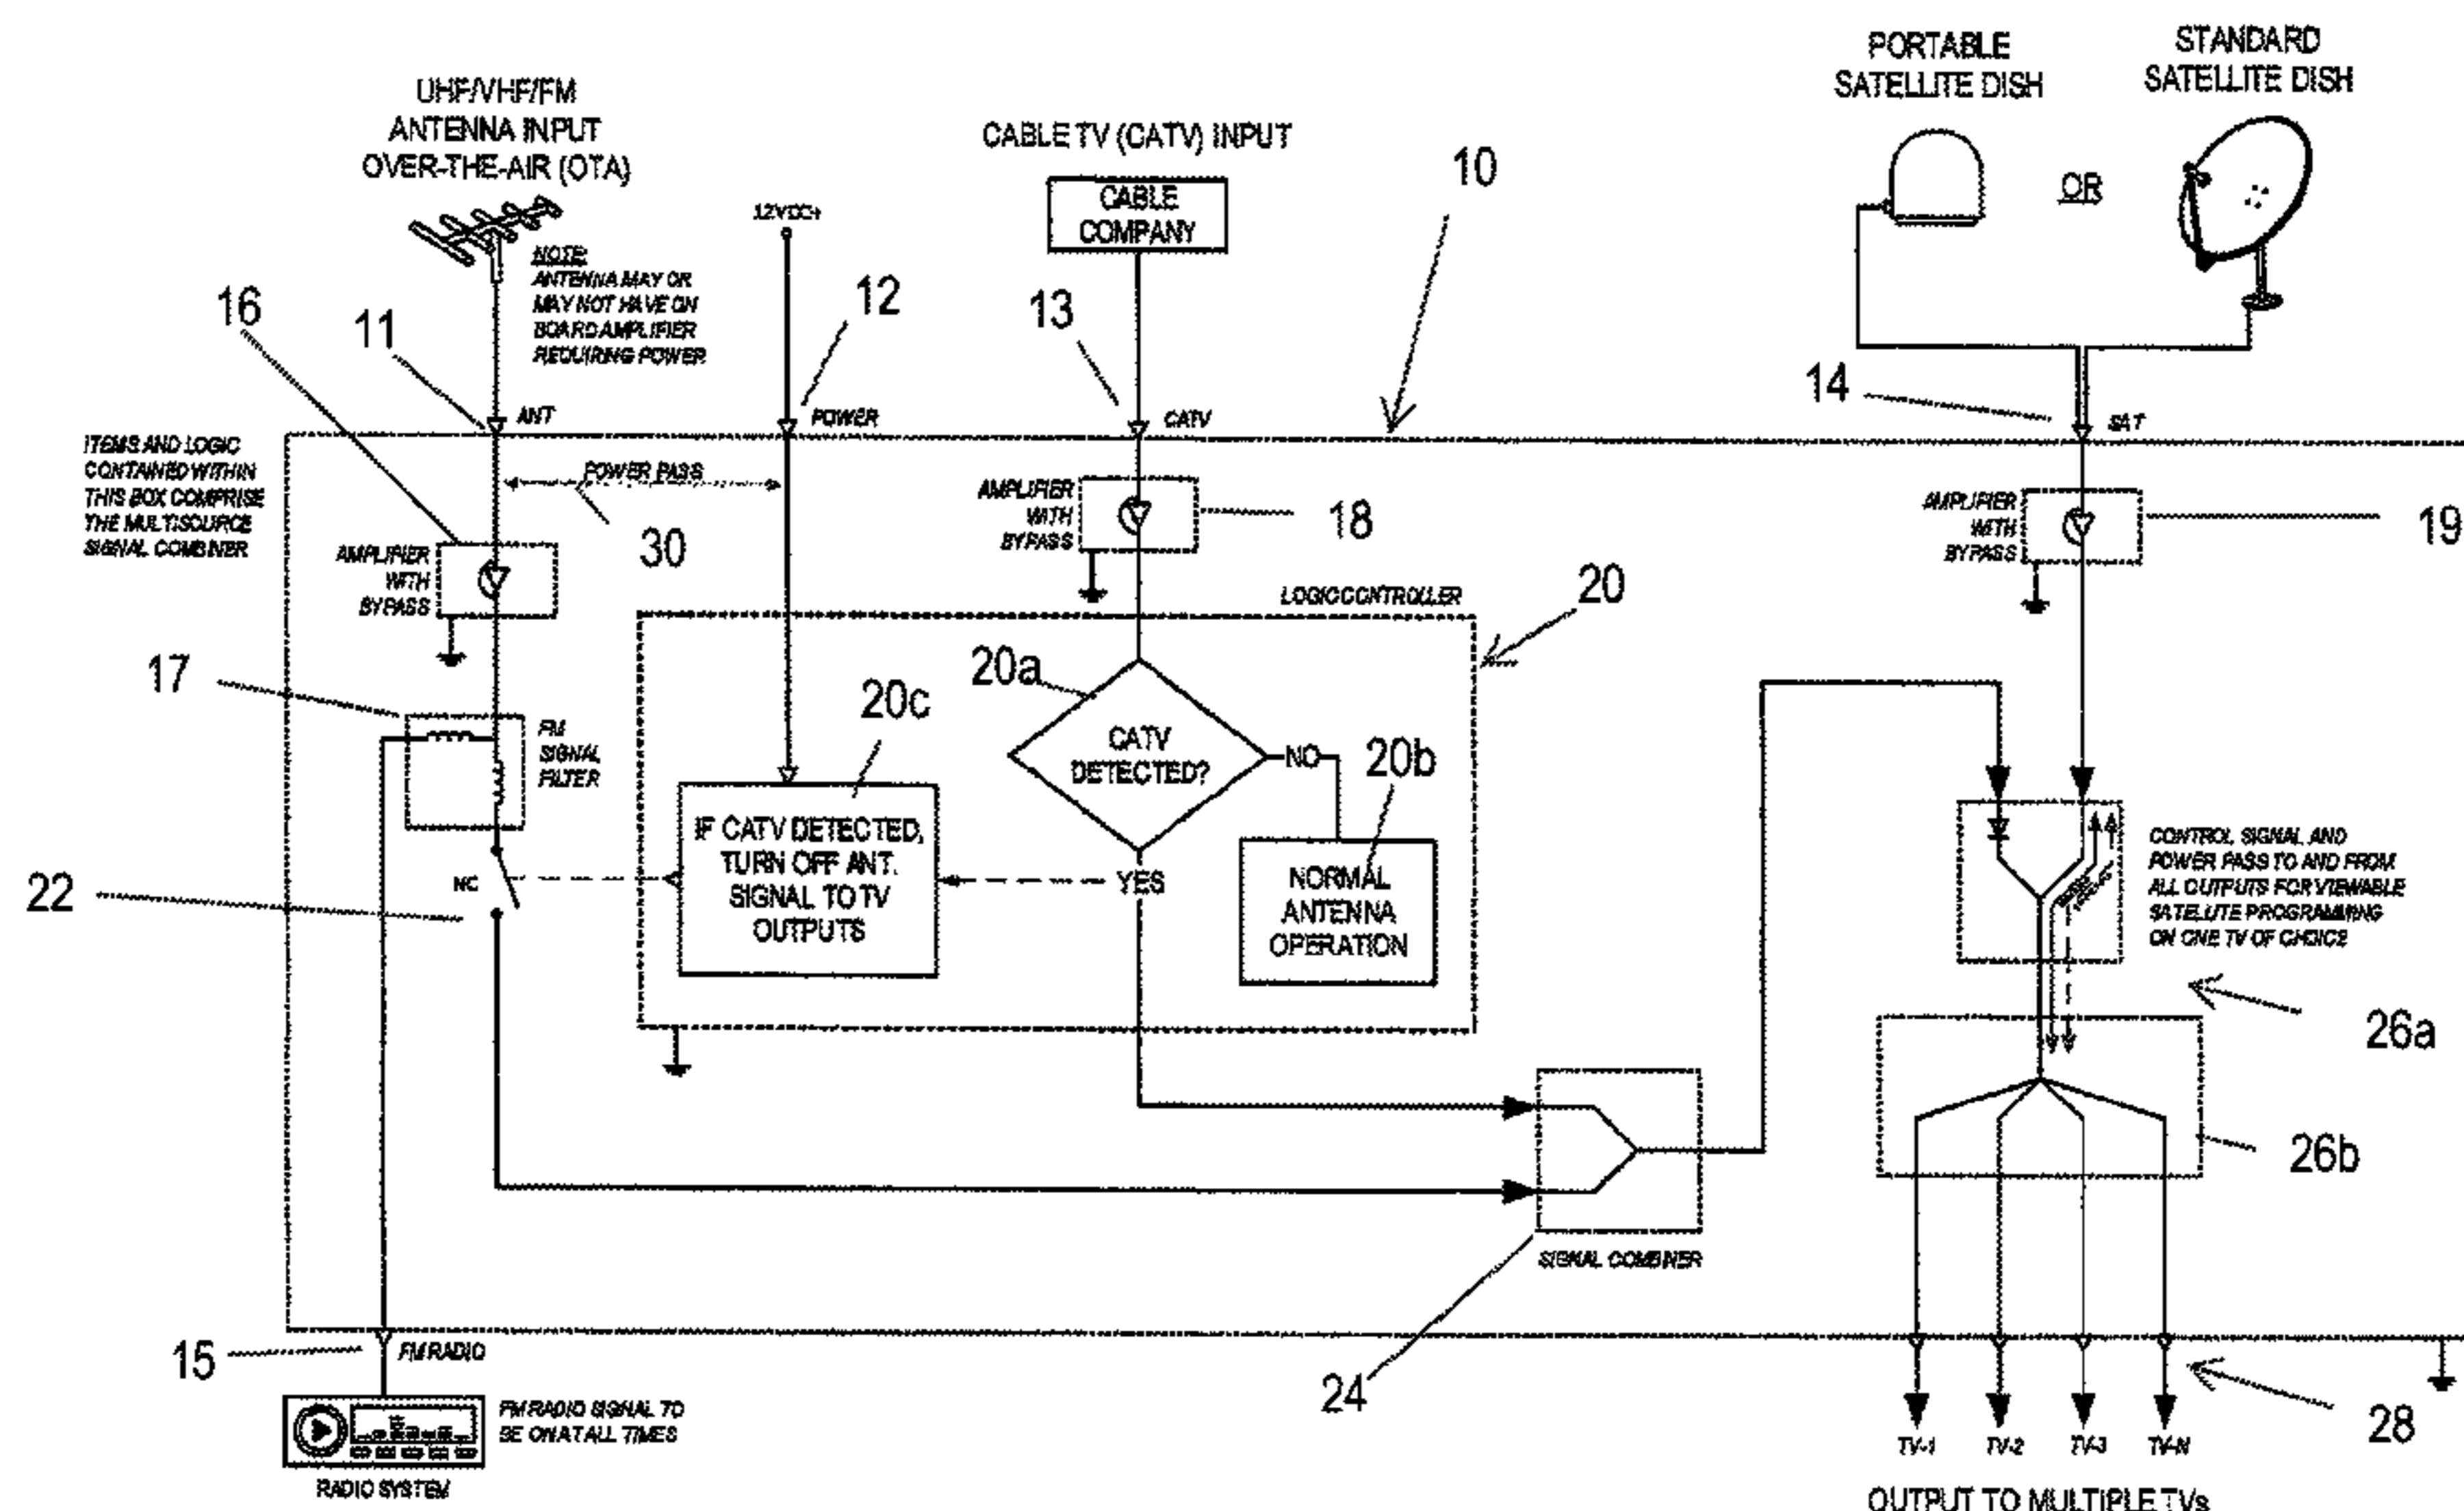 PORTABLE
SATELLITE DISH
STANDARD
SATELLITE DISH
UHF/VHF/FM
ANTENNA INPUT
OVER-THE-AIR (OTA)
CABLE TV (CATV) INPUT
10
OR
12VDC+
CABLE
COMPANY
NOTE:
ANTENNA MAY OR
MAY NOT HAVE ON
BOARD AMPLIFIER
REQUIRING POWER
16
11
12
13
14
ANT
POWER
CATV
SAT
ITEMS AND LOGIC
CONTAINED WITHIN
THIS BOX COMPRISE
THE MULTISOURCE
SIGNAL COMBINER
POWER PASS
30
AMPLIFIER
WITH
BYPASS
AMPLIFIER
WITH
BYPASS
18
AMPLIFIER
WITH
BYPASS
19
LOGIC CONTROLLER
20
17
FM
SIGNAL
FILTER
20c
20a
CATV
DETECTED?
NO
20b
IF CATV DETECTED,
TURN OFF ANT.
SIGNAL TO TV
OUTPUTS
YES
NORMAL
ANTENNA
OPERATION
NC
22
CONTROL SIGNAL AND
POWER PASS TO AND FROM
ALL OUTPUTS FOR VIEWABLE
SATELLITE PROGRAMMING
ON ONE TV OF CHOICE
26a
26b
SIGNAL COMBINER
24
15
FM RADIO
FM RADIO SIGNAL TO
BE ON AT ALL TIMES
RADIO SYSTEM
28
TV-1
TV-2
TV-3
TV-N
OUTPUT TO MULTIPLE TVs